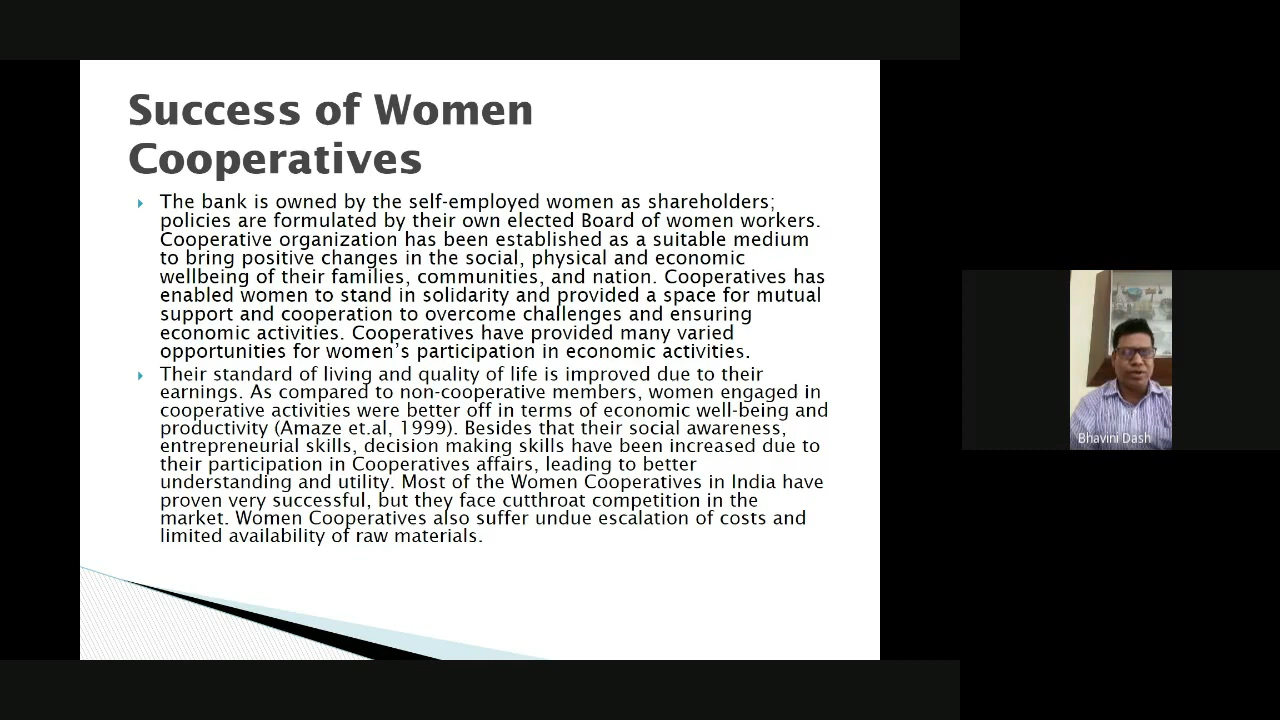 Success of Women
Cooperatives
The bank is owned by the self-employed women as shareholders;
policies are formulated by their own elected Board of women workers.
Cooperative organization has been established as a suitable medium
to bring positive changes in the social, physical and economic
wellbeing of their families, communities, and nation. Cooperatives has
enabled women to stand in solidarity and provided a space for mutual
support and cooperation to overcome challenges and ensuring
economic activities. Cooperatives have provided many varied
opportunities for women’s participation in economic activities.
Their standard of living and quality of life is improved due to their
earnings. As compared to non-cooperative members, women engaged in
cooperative activities were better off in terms of economic well-being and
productivity (Amaze et.al, 1999). Besides that their social awareness,
entrepreneurial skills, decision making skills have been increased due to
their participation in Cooperatives affairs, leading to better
understanding and utility. Most of the Women Cooperatives in India have
proven very successful, but they face cutthroat competition in the
market. Women Cooperatives also suffer undue escalation of costs and
limited availability of raw materials.
Bhavini Dash